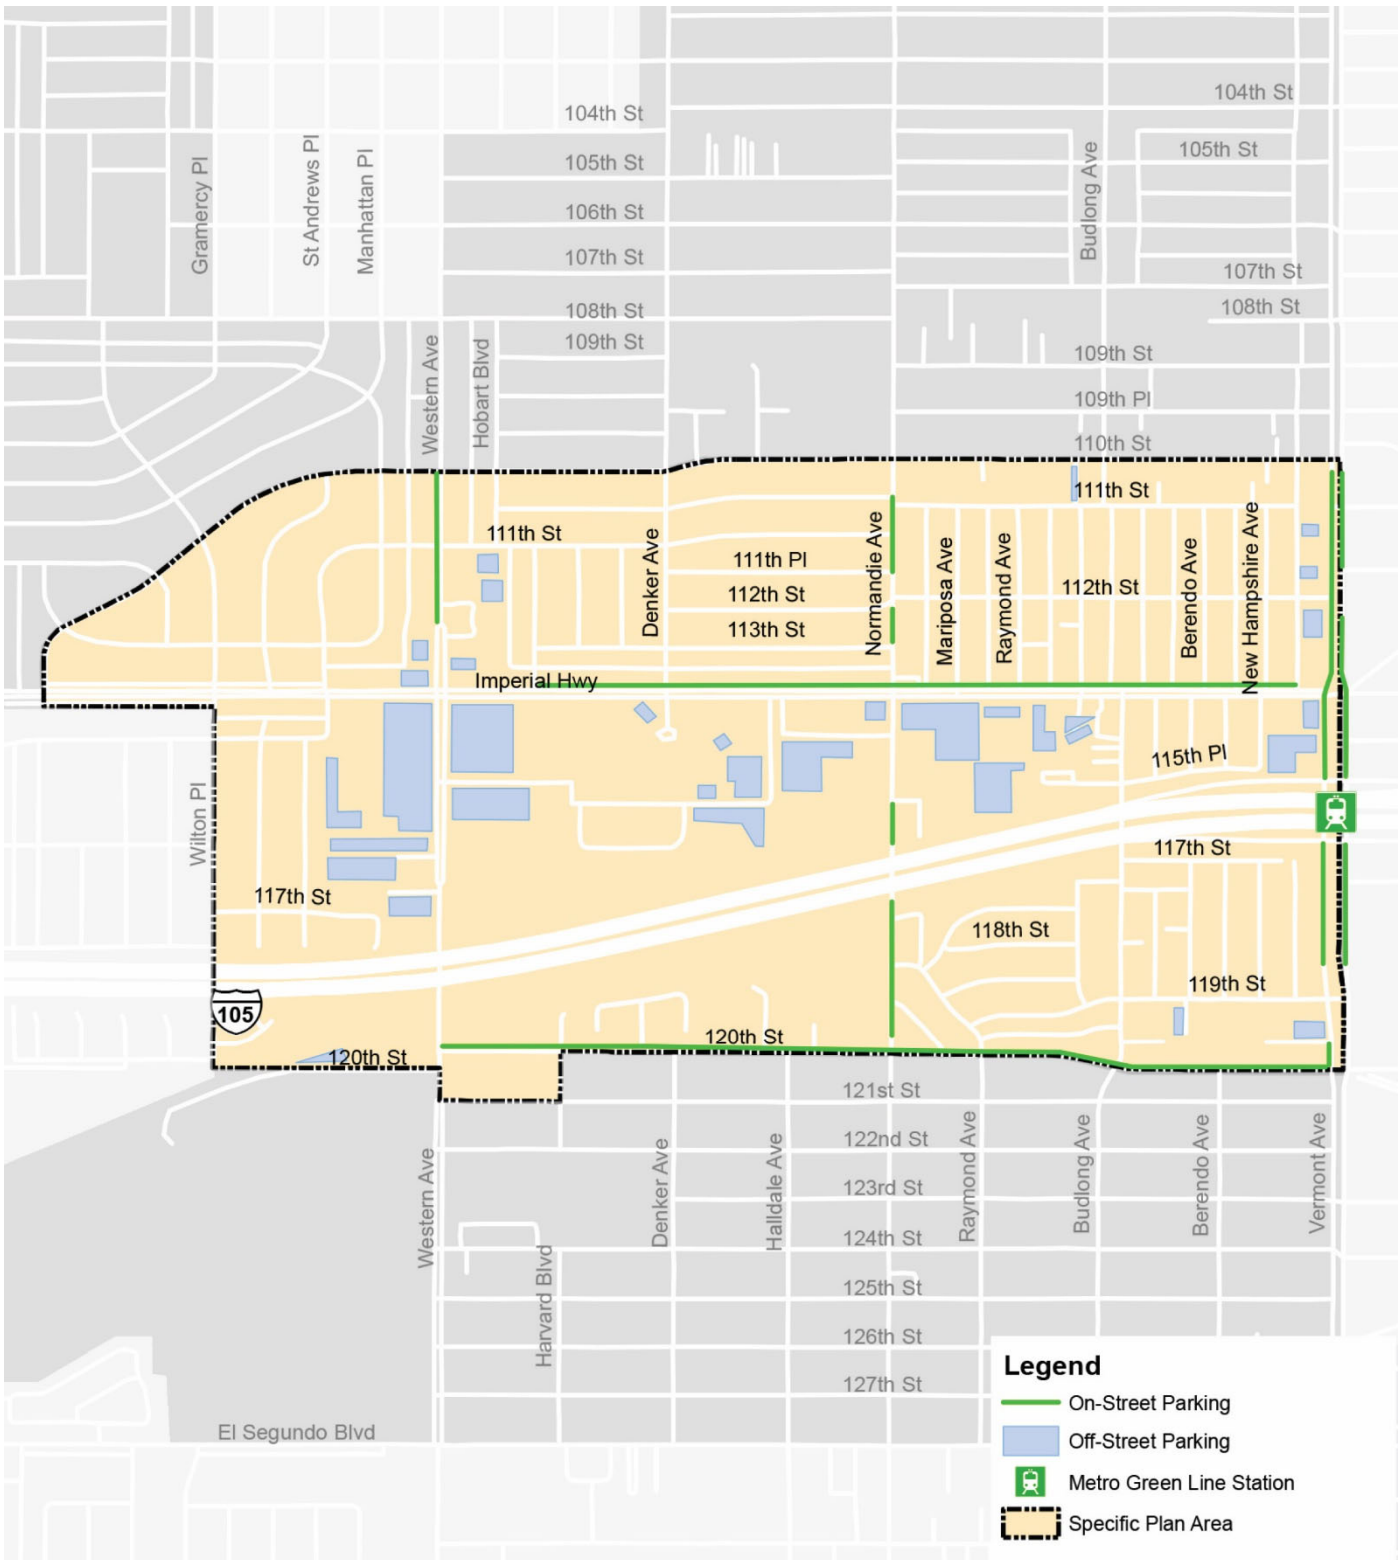 104th St
104th St
105th St
105th St
Gramercy Pl
St Andrews Pl
Manhattan Pl
Budlong Ave
106th St
107th St
107th St
108th St
108th St
109th St
109th St
Western Ave
Hobart Blvd
109th Pl
110th St
111th St
111th St
Denker Ave
111th Pl
112th St
113th St
Normandie Ave
Mariposa Ave
Raymond Ave
112th St
Berendo Ave
New Hampshire Ave
Imperial Hwy
115th Pl
Wilton Pl
117th St
117th St
118th St
119th St
105
120th St
120th St
121st St
122nd St
123rd St
124th St
125th St
126th St
127th St
Western Ave
Harvard Blvd
Denker Ave
Halldale Ave
Raymond Ave
Budlong Ave
Berendo Ave
Vermont Ave
El Segundo Blvd
Legend
On-Street Parking
Off-Street Parking
Metro Green Line Station
Specific Plan Area